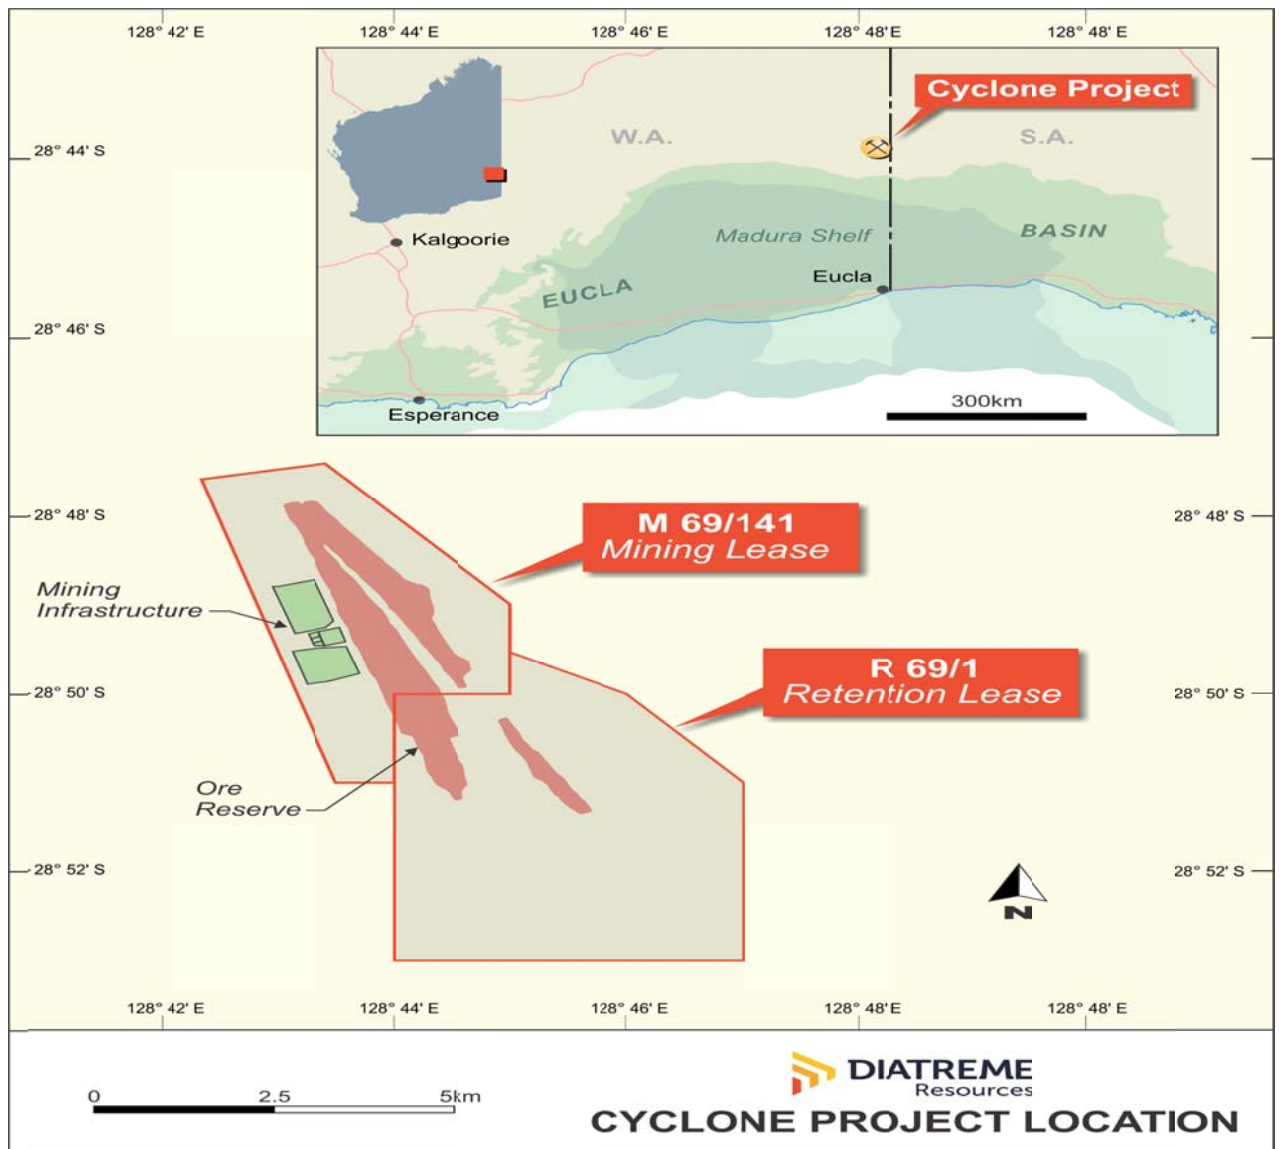 128° 42' E 128° 44' E 128° 46' E 128° 48' E 128° 48' E
Cyclone Project
W.A. S.A.
28° 44' S
Kalgoorie
Madura Shelf BASIN
Eucla
EUCLA
28° 46' S
300km
Esperance
28° 48' S 28° 48' S
M 69/141
Mining Lease
Mining
Infrastructure
R 69/1
Retention Lease
28° 50' S 28° 50' S
Ore
Reserve
28° 52' S 28° 52' S
N
128° 42' E 128° 44' E 128° 46' E 128° 48' E 128° 48' E
0 2.5 5km
DIATREME
Resources
CYCLONE PROJECT LOCATION